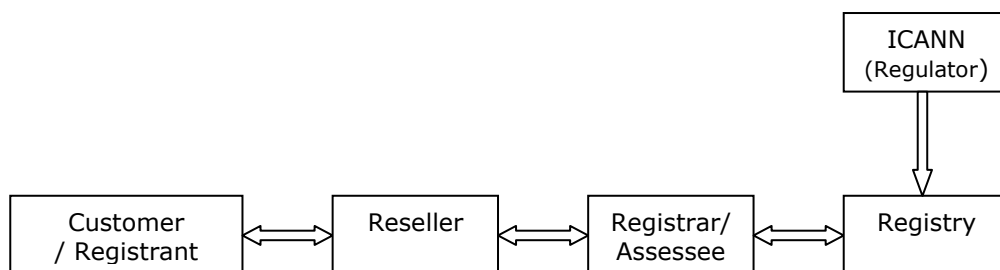 ICANN
(Regulator)
Customer
/ Registrant
Reseller
Registrar/
Assessee
Registry